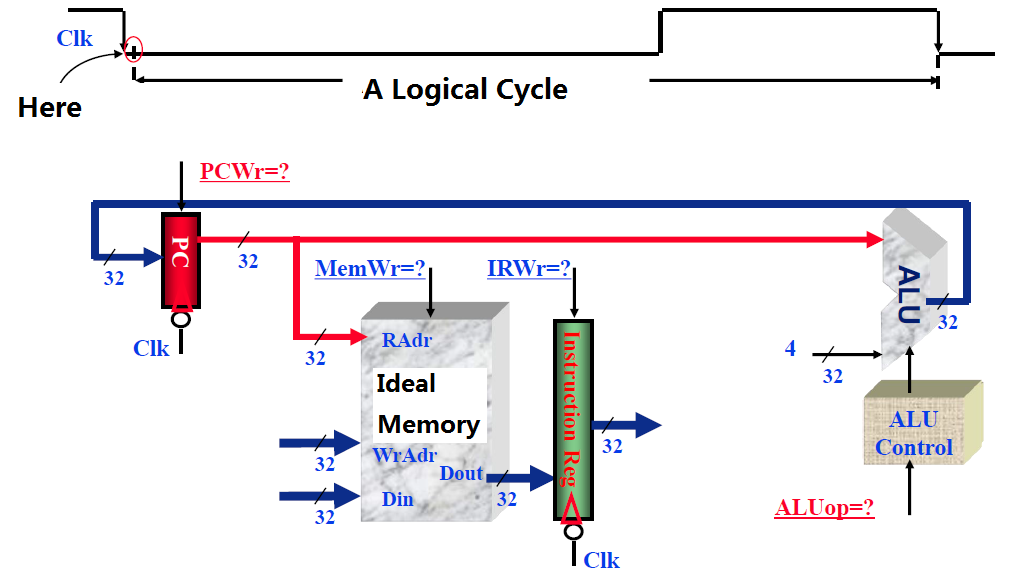 Clk
A Logical Cycle
Here
PCWr=?
PC
32
32
MemWr=?
IRWr=?
ALU
32
Clk
RAdr
32
4
32
Ideal
Memory
Instruction Reg
ALU
Control
32
WrAdr
32
Dout
32
Din
32
ALUop=?
Clk